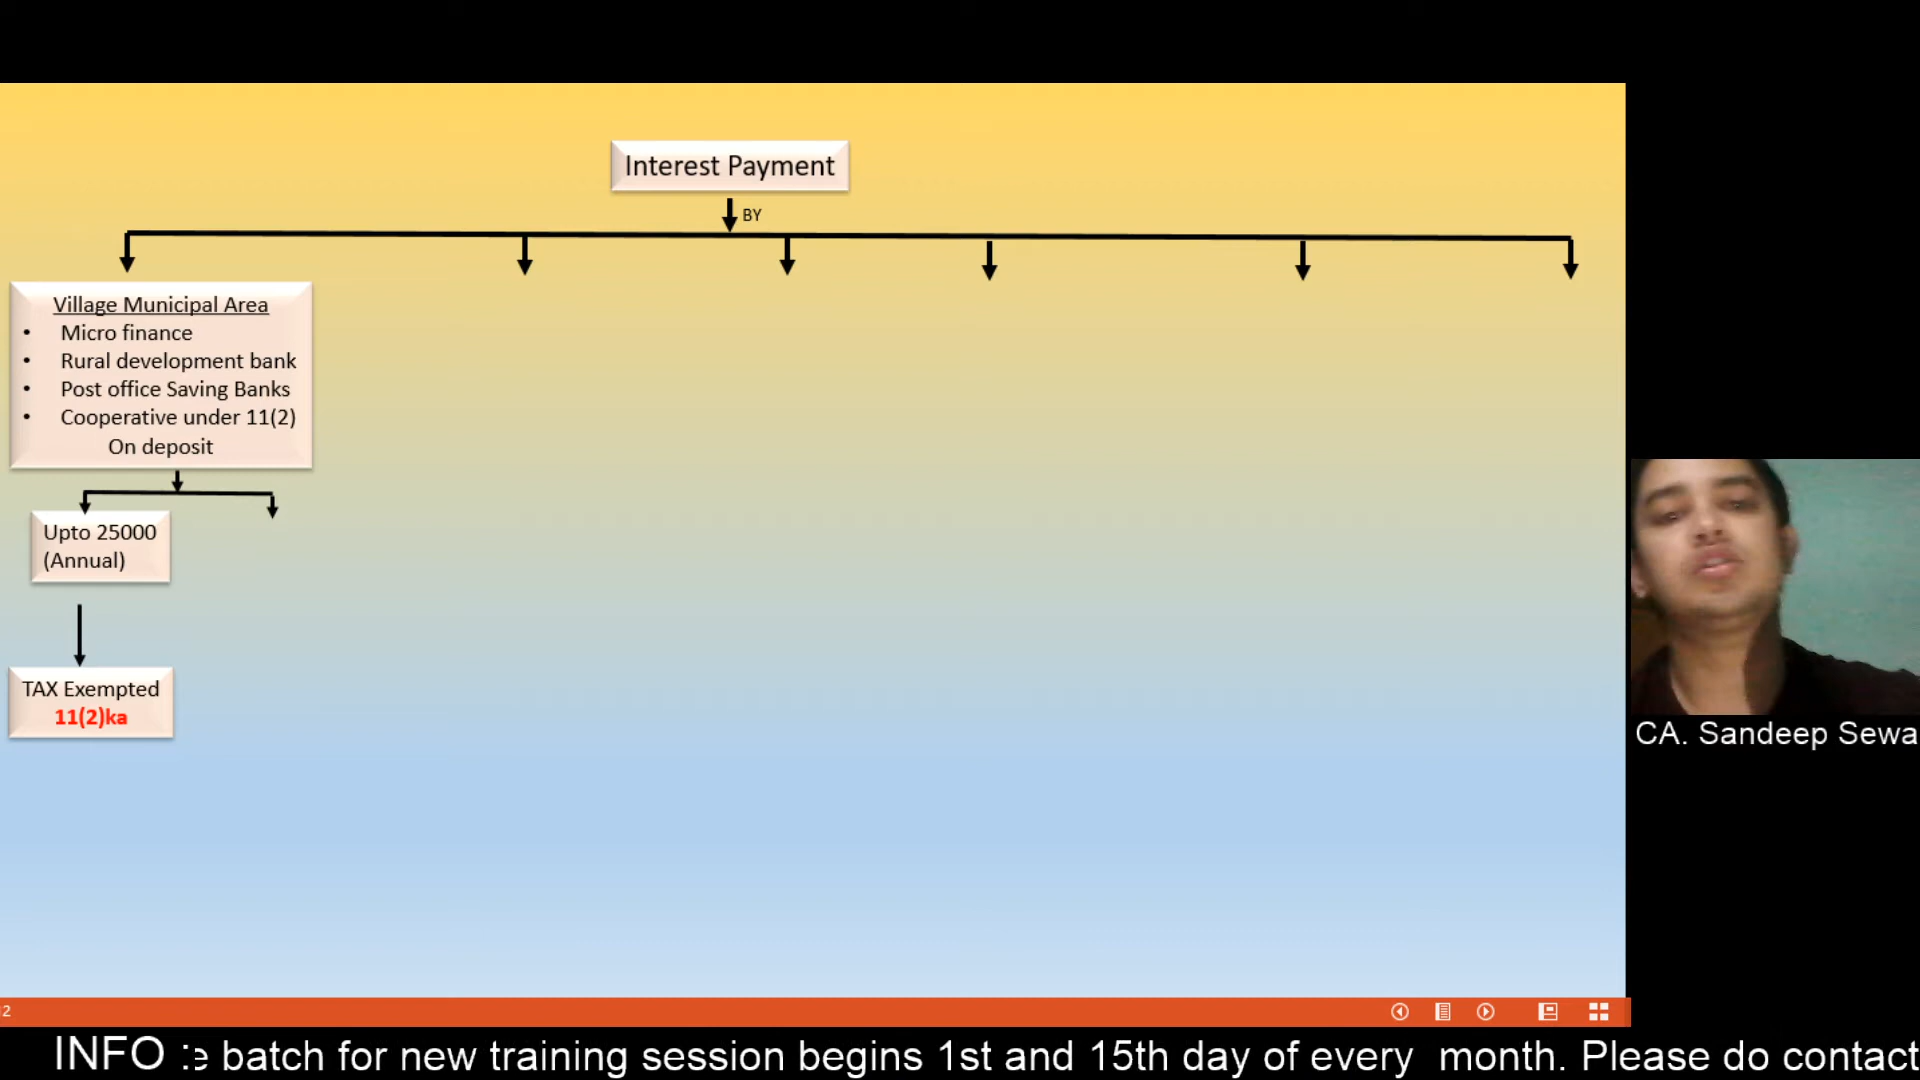 Interest Payment
BY
Village Municipal Area
• Micro finance
• Rural development bank
• Post office Saving Banks
• Cooperative under 11(2)
On deposit
Upto 25000
(Annual)
TAX Exempted
11(2)ka
CA. Sandeep Sewa
2
INFO : batch for new training session begins 1st and 15th day of every month. Please do contact